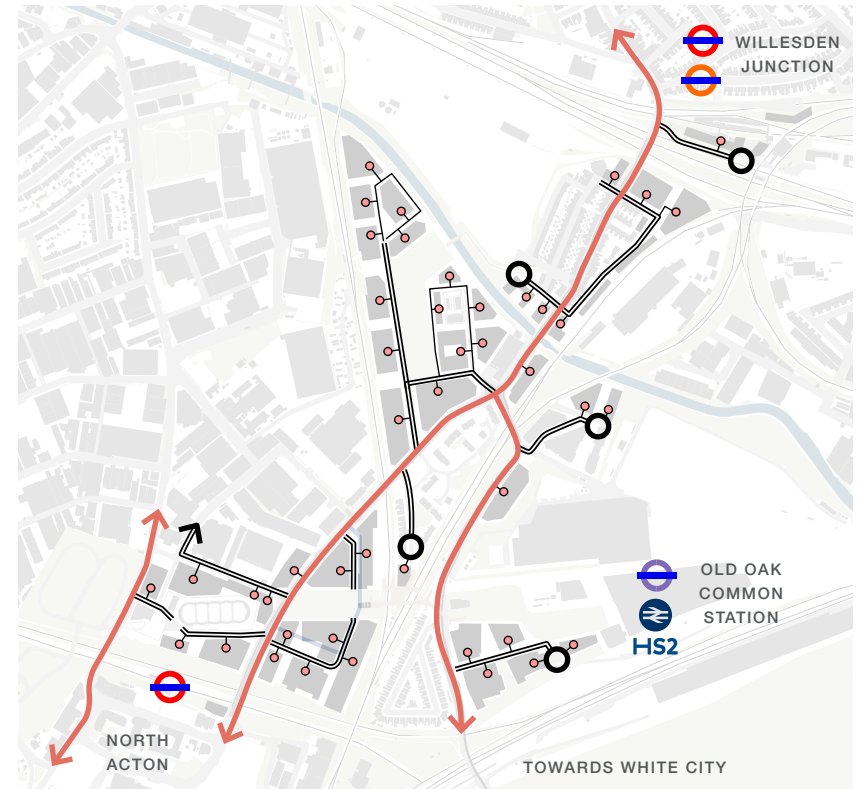 WILLESDEN
JUNCTION
OLD OAK
COMMON
STATION
HS2
NORTH
ACTON
TOWARDS WHITE CITY